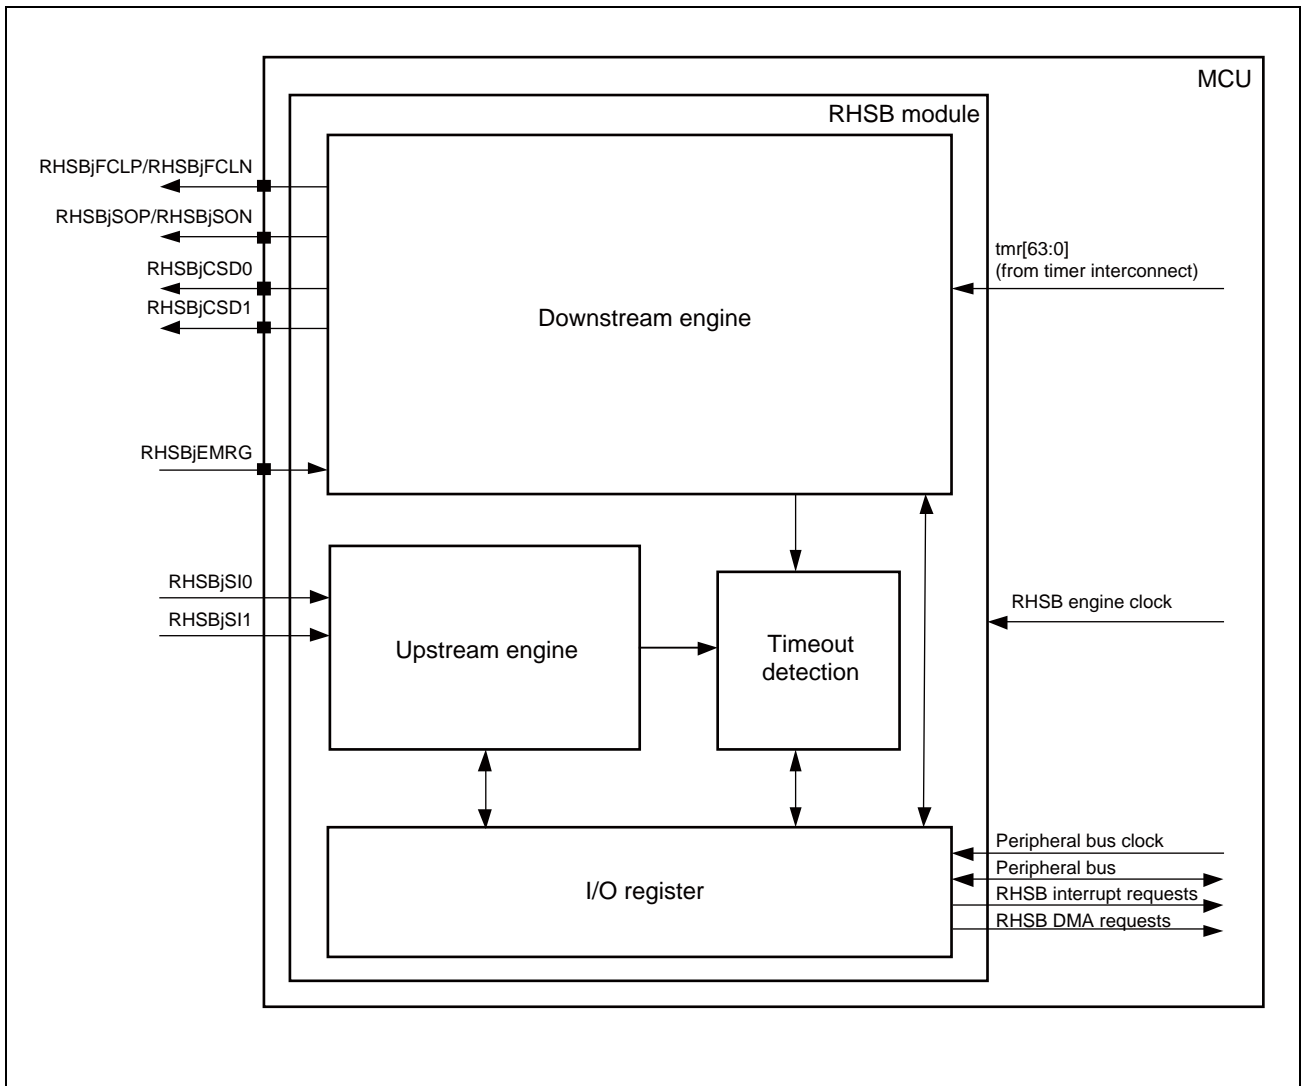 MCU
RHSB module
RHSBjFCLP/RHSBjFCLN
RHSBjSOP/RHSBjSON
RHSBjCSD0
RHSBjCSD1
tmr[63:0]
(from timer interconnect)
Downstream engine
RHSBjEMRG
RHSBjSI0
RHSBjSI1
RHSB engine clock
Upstream engine
Timeout
detection
Peripheral bus clock
Peripheral bus
RHSB interrupt requests
RHSB DMA requests
I/O register